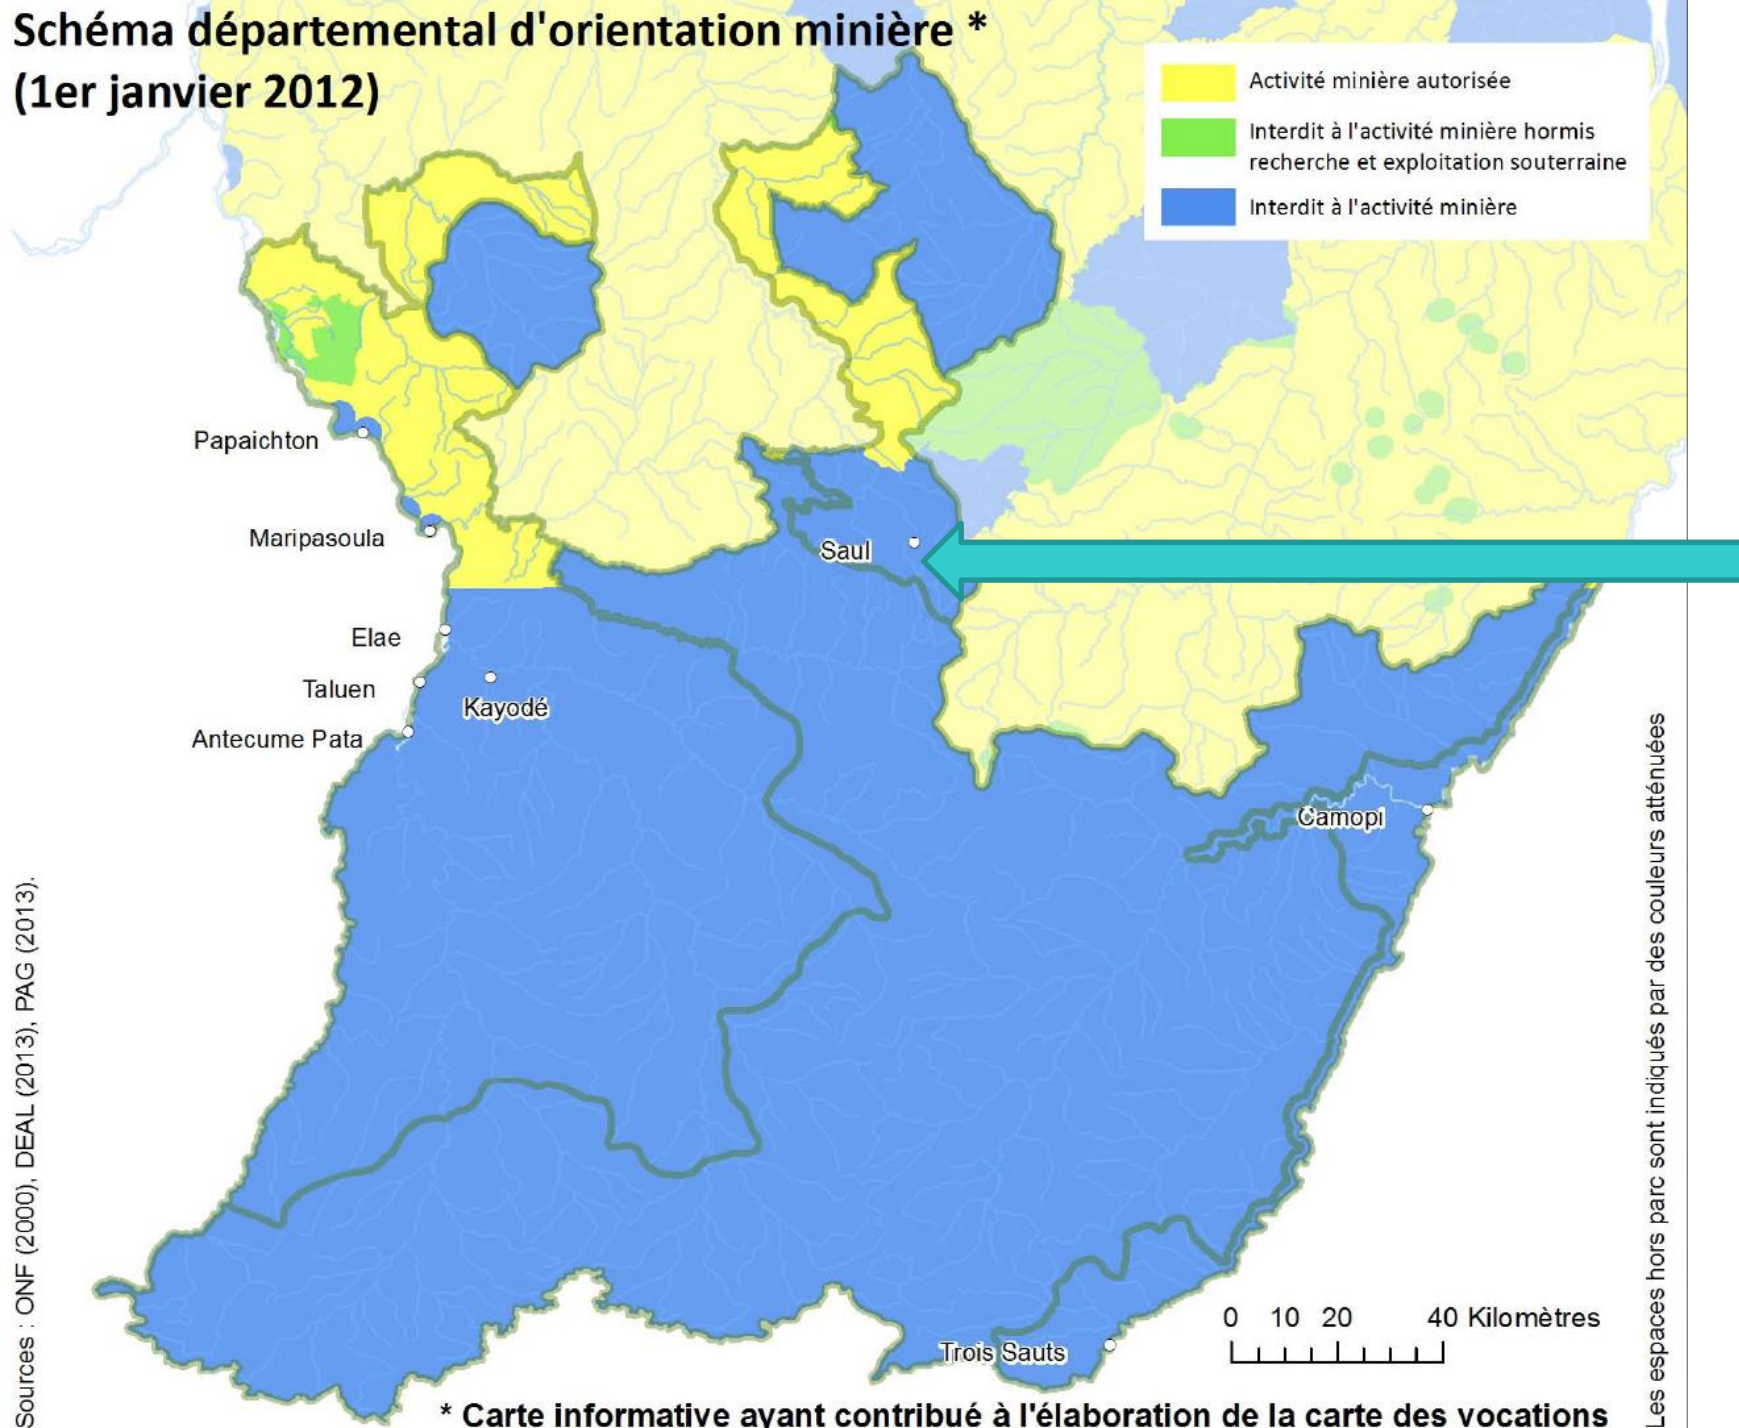 Schéma départemental d'orientation minière *
(1er janvier 2012)
Activité minière autorisée
Interdit à l'activité minière hormis
recherche et exploitation souterraine
Interdit à l'activité minière
Papaichton
Maripasoula
Saul
Elae
Taluen
Kayodé
Antecume Pata
Camopi
Trois Sauts
0 10 20 40 Kilomètres
* Carte informative ayant contribué à l'élaboration de la carte des vocations
Sources : ONF (2000), DEAL (2013), PAG (2013).
Les espaces hors parc sont indiqués par des couleurs atténuées